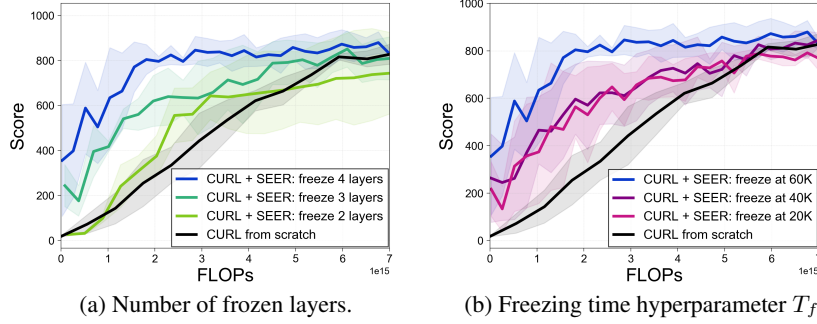 1000
800
600
400
200
0
Score
0 1 2 3 4 5 6 7
1e15
FLOPs
CURL + SEER: freeze 4 layers
CURL + SEER: freeze 3 layers
CURL + SEER: freeze 2 layers
CURL from scratch
(a) Number of frozen layers.
1000
800
600
400
200
0
Score
0 1 2 3 4 5 6 7
1e15
FLOPs
CURL + SEER: freeze at 60K
CURL + SEER: freeze at 40K
CURL + SEER: freeze at 20K
CURL from scratch
(b) Freezing time hyperparameter T_f